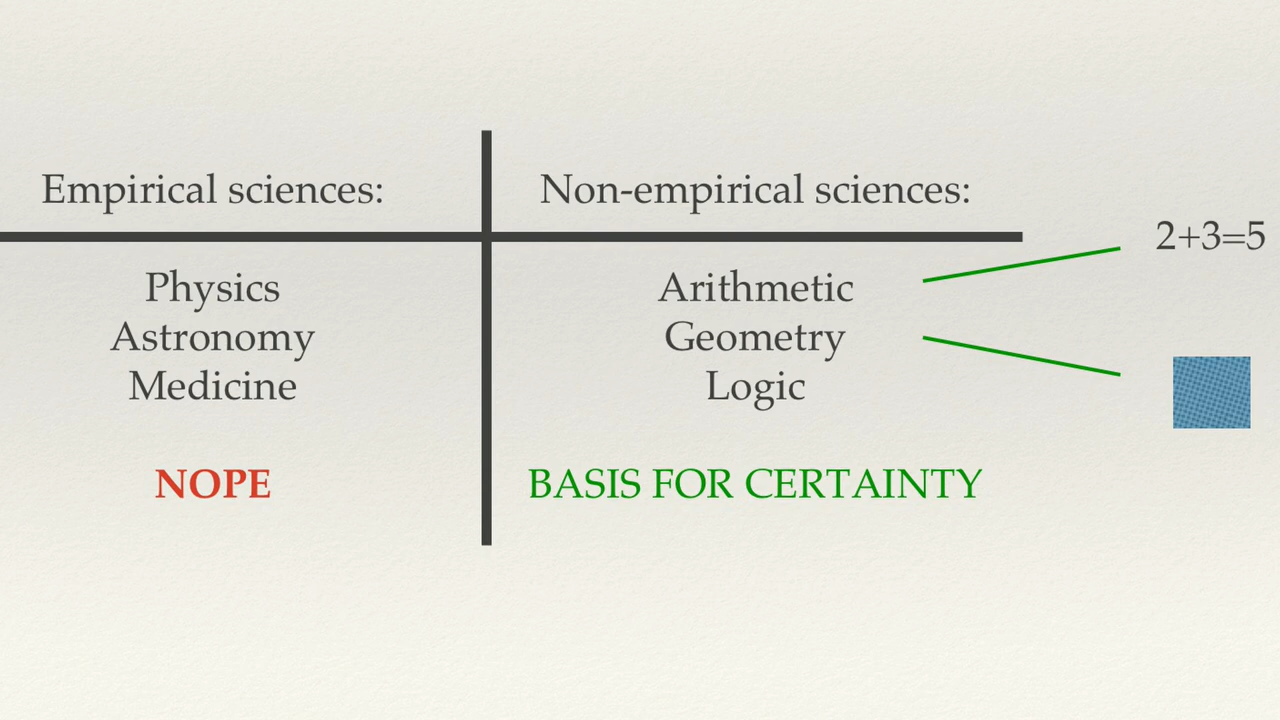 Empirical sciences:
Physics
Astronomy
Medicine
NOPE
Non-empirical sciences:
Arithmetic
Geometry
Logic
BASIS FOR CERTAINTY
2+3=5